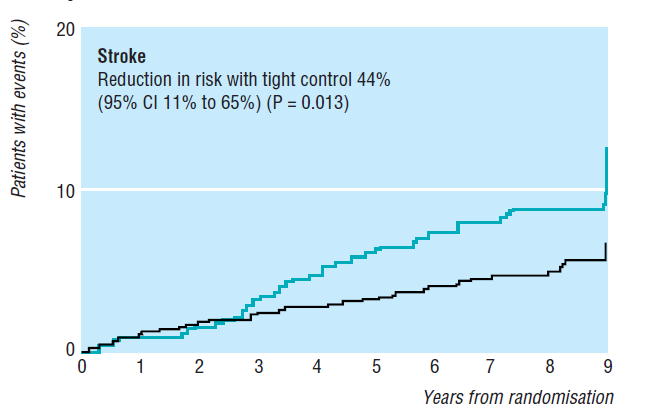 20
Patients with events (%)
Stroke
Reduction in risk with tight control 44%
(95% CI 11% to 65%) (P = 0.013)
10
0
0 1 2 3 4 5 6 7 8 9
Years from randomisation